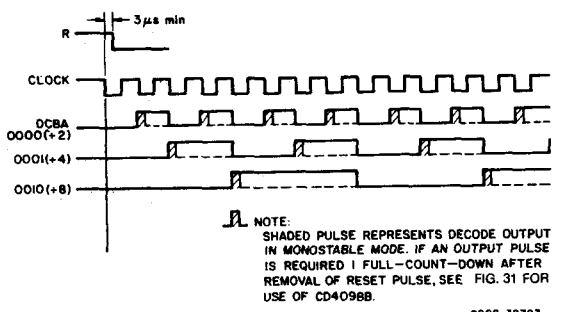 3μs min
R
CLOCK
DCBA
0000(÷2)
0001(÷4)
0010(÷8)
NOTE:
SHADED PULSE REPRESENTS DECODE OUTPUT
IN MONOSTABLE MODE. IF AN OUTPUT PULSE
IS REQUIRED 1 FULL-COUNT-DOWN AFTER
REMOVAL OF RESET PULSE, SEE FIG. 31 FOR
USE OF CD4098B.